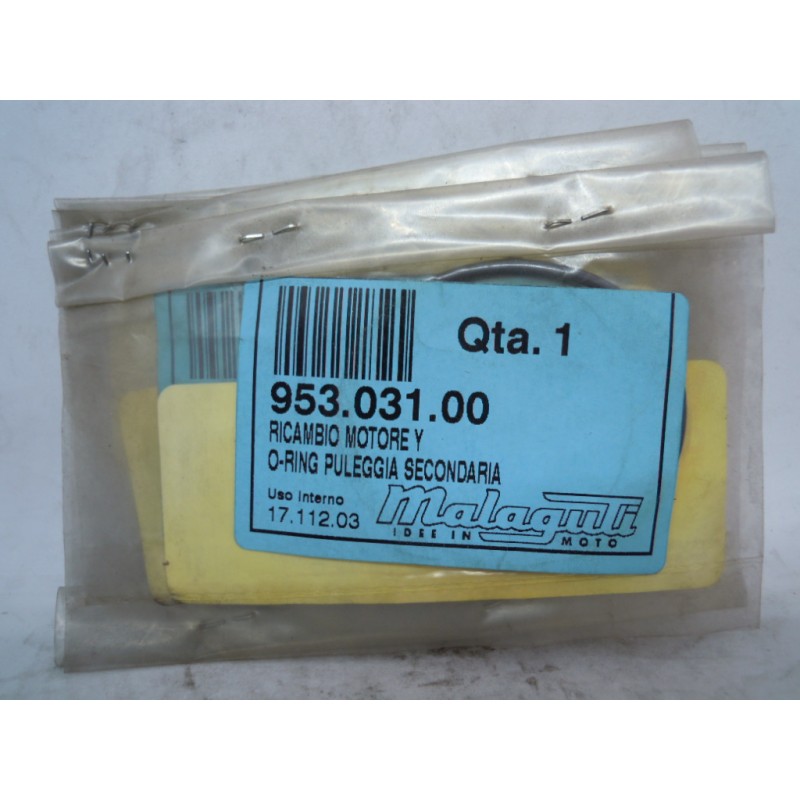 Qta. 1
953.031.00
RICAMBIO MOTORE Y
O-RING PULEGGIA SECONDARIA
Uso Interno
17.112.03
Malaguti
IDEE IN MOTO